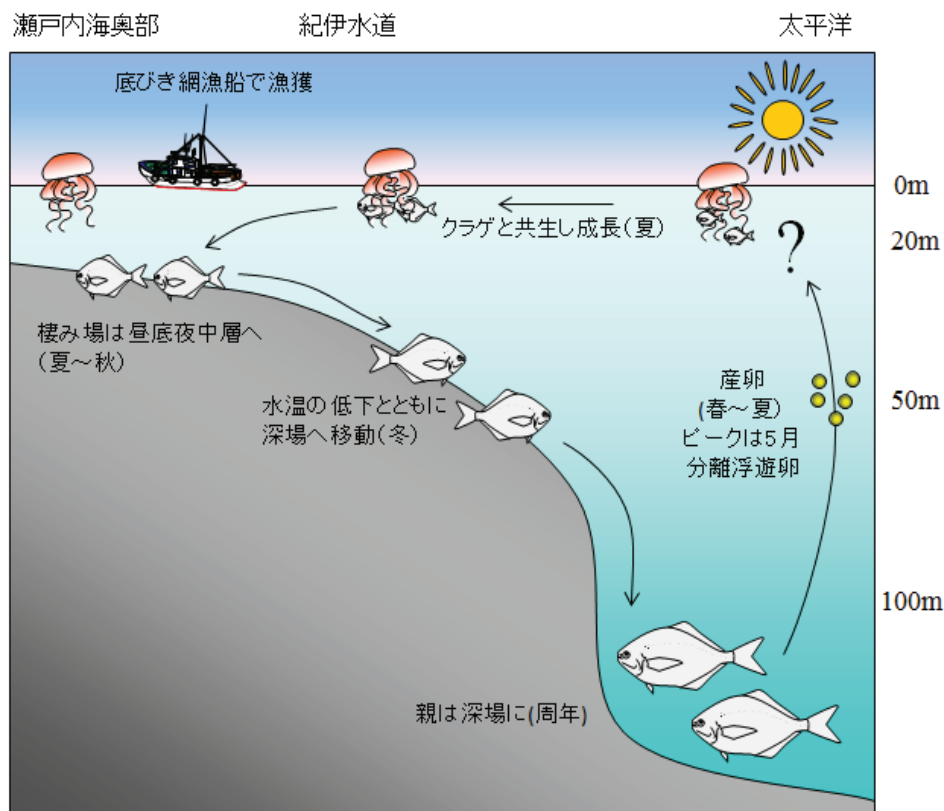 瀬戸内海奥部
紀伊水道
太平洋
底びき網漁船で漁獲
0m
クラゲと共生し成長(夏)
?
20m
棲み場は昼底夜中層へ
(夏～秋)
水温の低下とともに
深場へ移動(冬)
産卵
(春～夏)
ピークは5月
分離浮遊卵
50m
100m
親は深場に(周年)